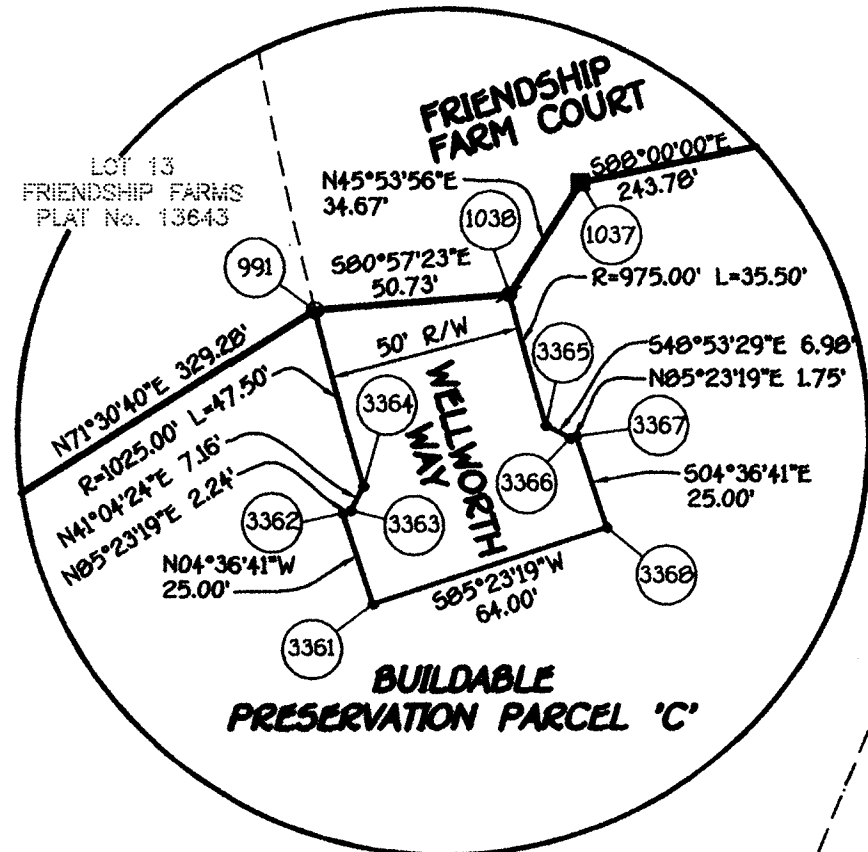 FRIENDSHIP
FARM COURT
LOT 13
FRIENDSHIP FARMS
PLAT No. 13643
S88°00'00"E
243.78'
N45°53'56"E
34.67'
1038
1037
991
S80°57'23"E
50.73'
R=975.00' L=35.50'
50' R/W
3365
S48°53'29"E 6.98'
N85°23'19"E 1.75'
N71°30'40"E 329.28'
R=1025.00' L=47.50'
N41°04'24"E 7.16'
N85°23'19"E 2.24'
3364
WELLWORTH
WAY
3367
3366
S04°36'41"E
25.00'
3362
3363
N04°36'41"W
25.00'
3368
S85°23'19"W
64.00'
3361
BUILDABLE
PRESERVATION PARCEL 'C'